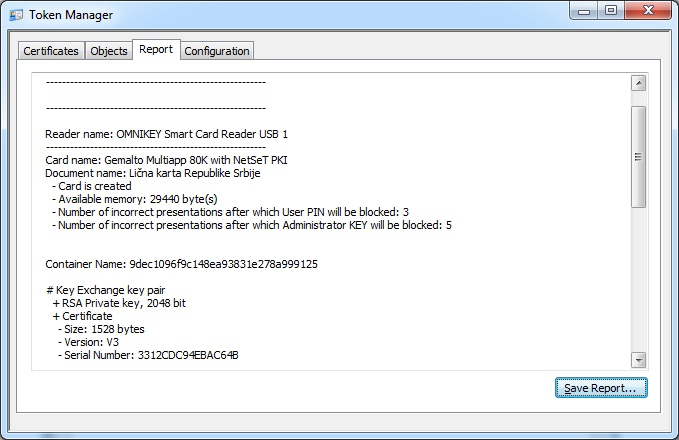 Token Manager
Certificates Objects Report Configuration
-------------------------------------------------------
-------------------------------------------------------
Reader name: OMNIKEY Smart Card Reader USB 1
-------------------------------------------------------
Card name: Gemalto Multiapp 80K with NetSeT PKI
Document name: Lična karta Republike Srbije
- Card is created
- Available memory: 29440 byte(s)
- Number of incorrect presentations after which User PIN will be blocked: 3
- Number of incorrect presentations after which Administrator KEY will be blocked: 5
Container Name: 9dec1096f9c148ea93831e278a999125
# Key Exchange key pair
+ RSA Private key, 2048 bit
+ Certificate
- Size: 1528 bytes
- Version: V3
- Serial Number: 3312CDC94EBAC64B
Save Report...